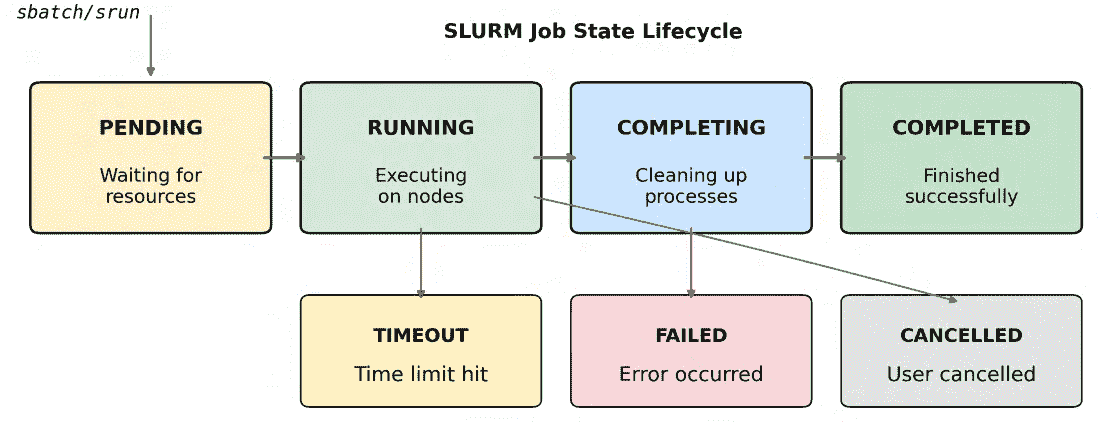 sbatch/srun
SLURM Job State Lifecycle
PENDING
Waiting for
resources
RUNNING
Executing
on nodes
COMPLETING
Cleaning up
processes
COMPLETED
Finished
successfully
TIMEOUT
Time limit hit
FAILED
Error occurred
CANCELLED
User cancelled